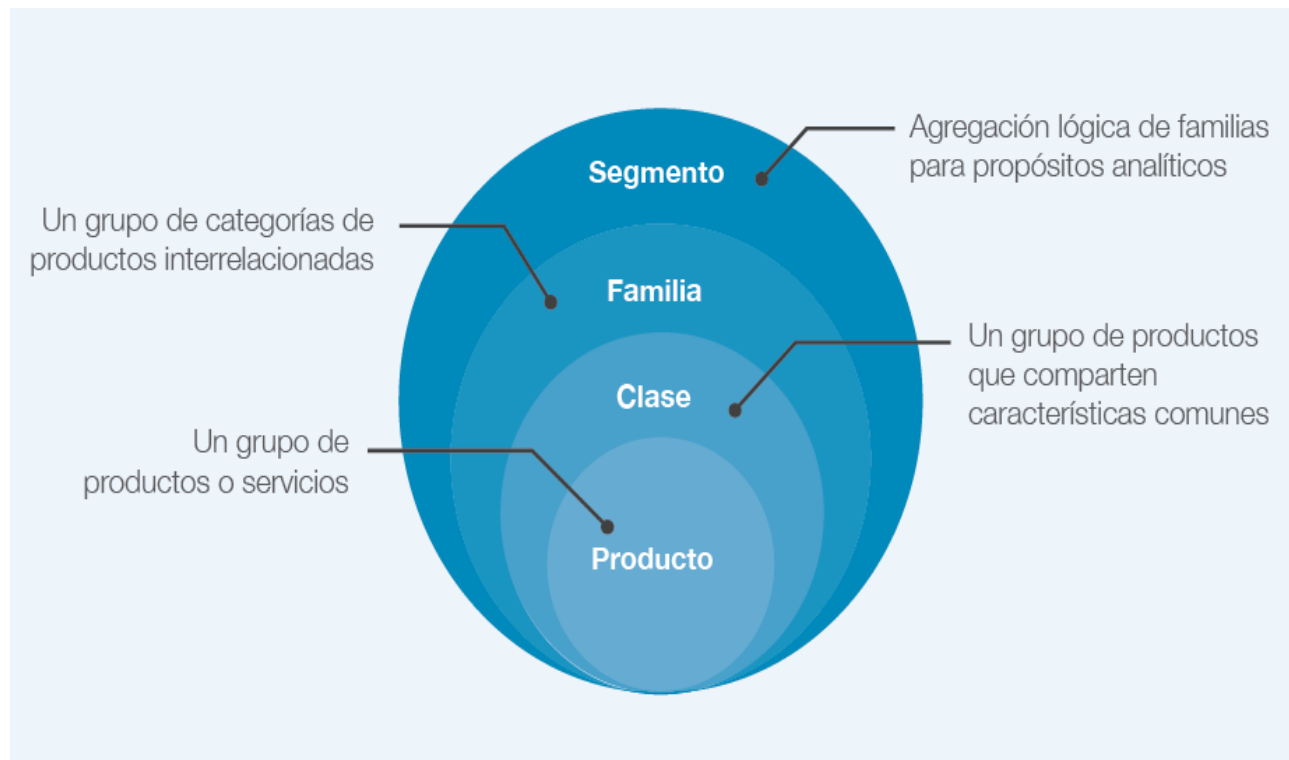 Segmento
Agregación lógica de familias
para propósitos analíticos
Un grupo de categorías de
productos interrelacionadas
Familia
Un grupo de productos
que comparten
características comunes
Clase
Un grupo de
productos o servicios
Producto